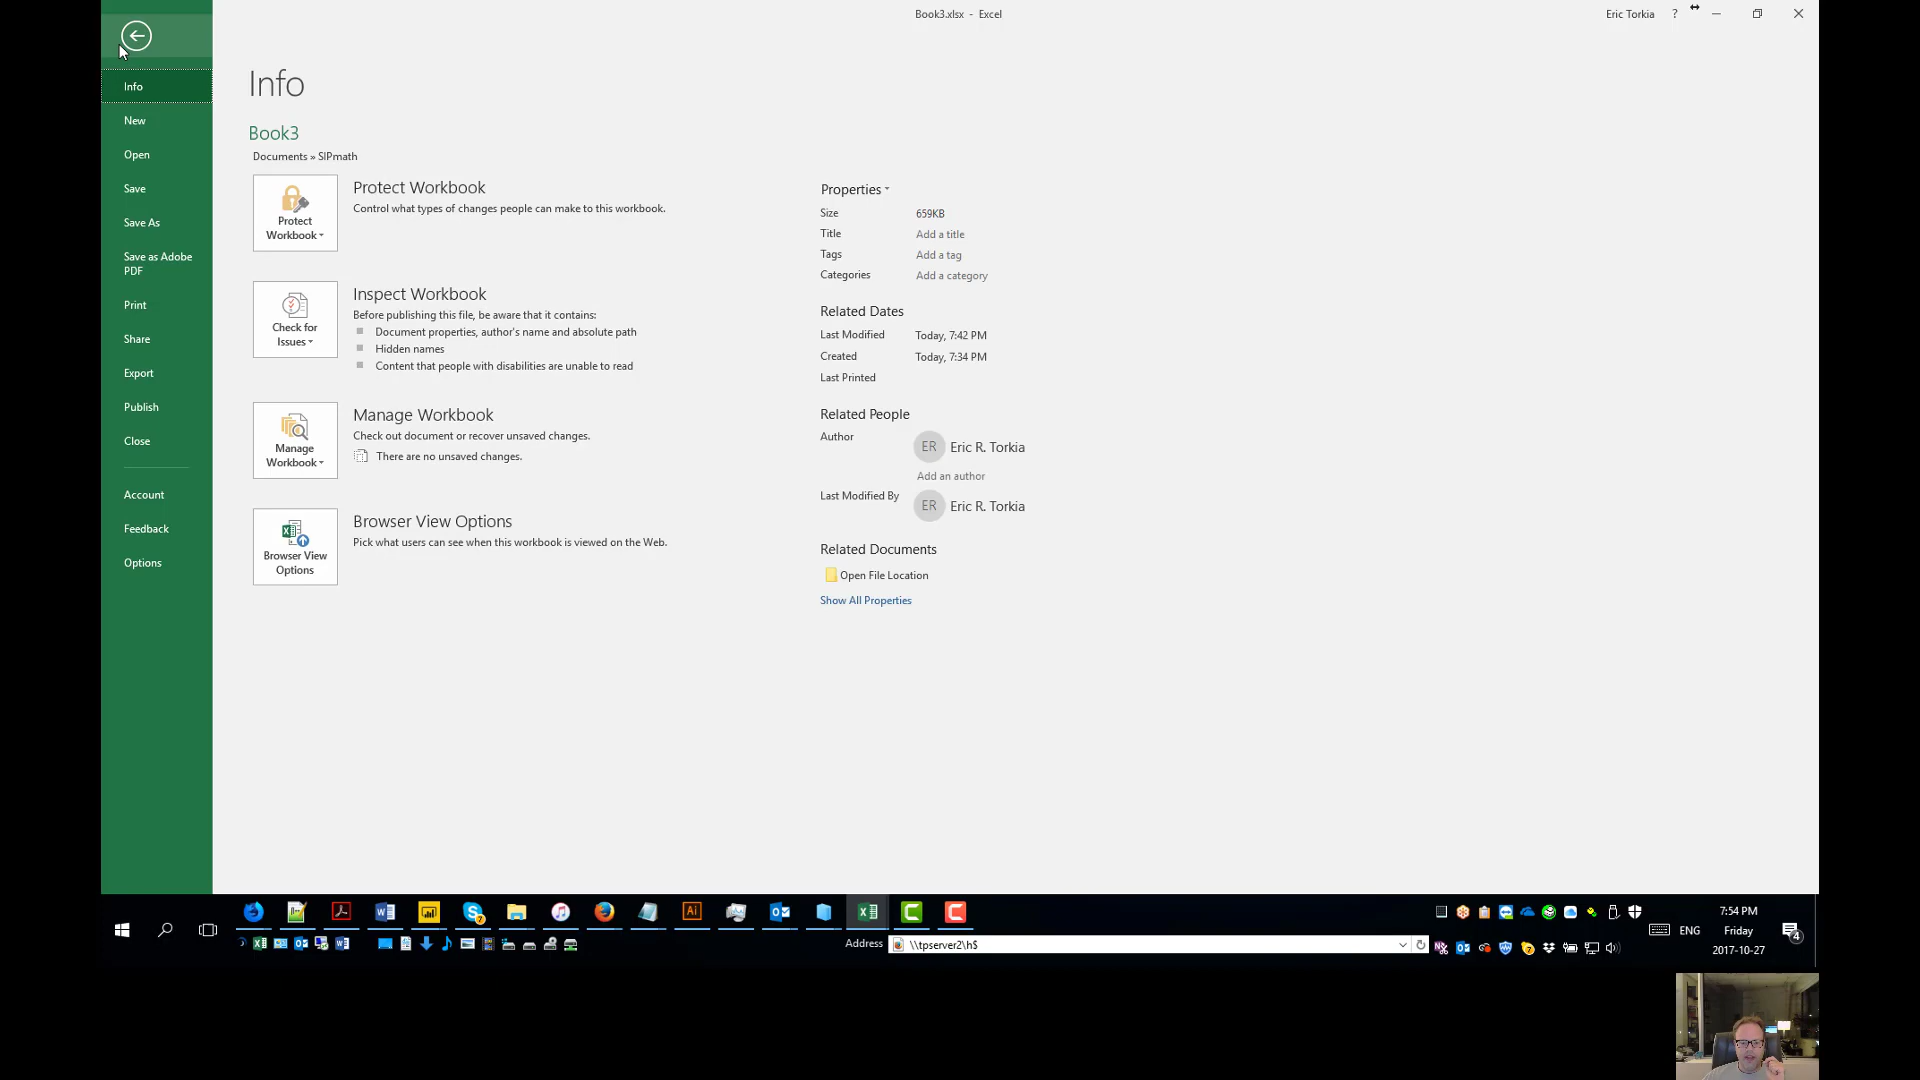 Book3.xlsx - Excel
Eric Torkia
?
Info
New
Open
Save
Save As
Save as Adobe
PDF
Print
Share
Export
Publish
Close
Account
Feedback
Options
Info
Book3
Documents » SIPmath
Protect
Workbook
Protect Workbook
Control what types of changes people can make to this workbook.
Check for
Issues
Inspect Workbook
Before publishing this file, be aware that it contains:
Document properties, author's name and absolute path
Hidden names
Content that people with disabilities are unable to read
Manage
Workbook
Manage Workbook
Check out document or recover unsaved changes.
There are no unsaved changes.
Browser View
Options
Browser View Options
Pick what users can see when this workbook is viewed on the Web.
Properties
Size 659KB
Title Add a title
Tags Add a tag
Categories Add a category
Related Dates
Last Modified Today, 7:42 PM
Created Today, 7:34 PM
Last Printed
Related People
Author ER Eric R. Torkia
Add an author
Last Modified By ER Eric R. Torkia
Related Documents
Open File Location
Show All Properties
Address \\tpserver2\h$
ENG
7:54 PM
Friday
2017-10-27
4